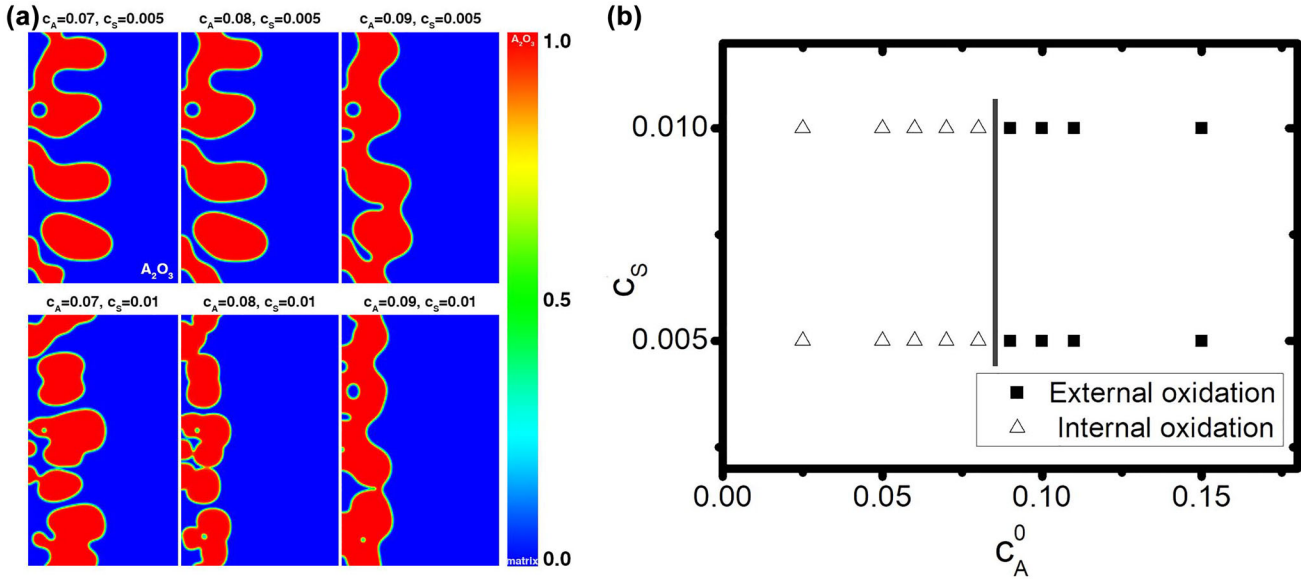 (a)
c_A=0.07, c_S=0.005 c_A=0.08, c_S=0.005 c_A=0.09, c_S=0.005
A₂O₃
1.0
A₂O₃
0.5
c_A=0.07, c_S=0.01 c_A=0.08, c_S=0.01 c_A=0.09, c_S=0.01
matrix
0.0
(b)
c_S
0.010
0.005
External oxidation
Internal oxidation
0.00 0.05 0.10 0.15
c_A^0